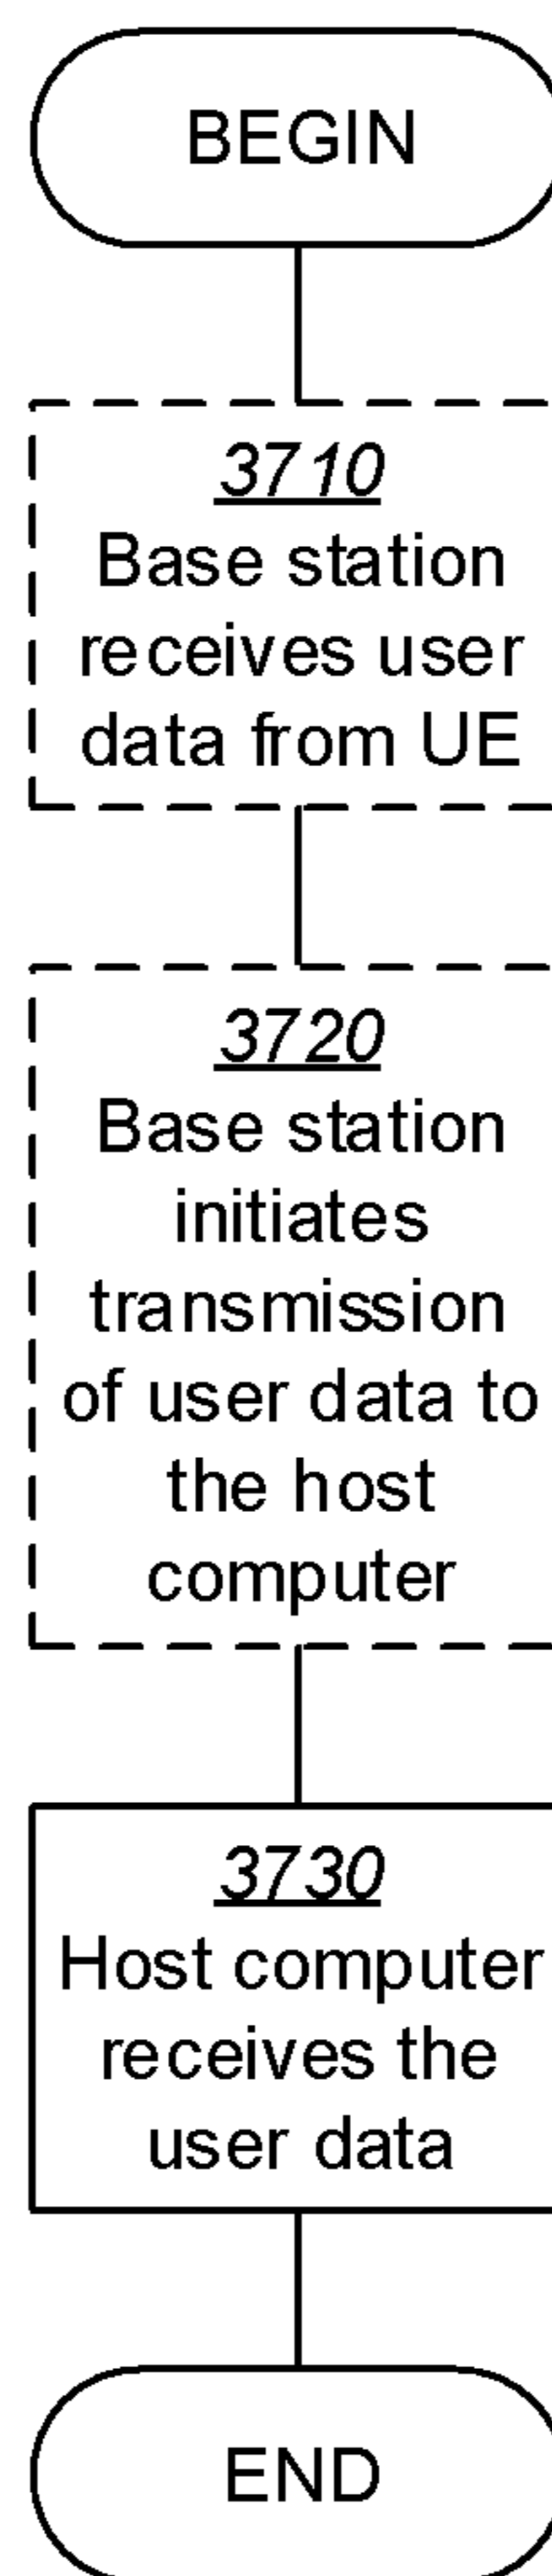 BEGIN
3710
Base station
receives user
data from UE
3720
Base station
initiates
transmission
of user data to
the host
computer
3730
Host computer
receives the
user data
END